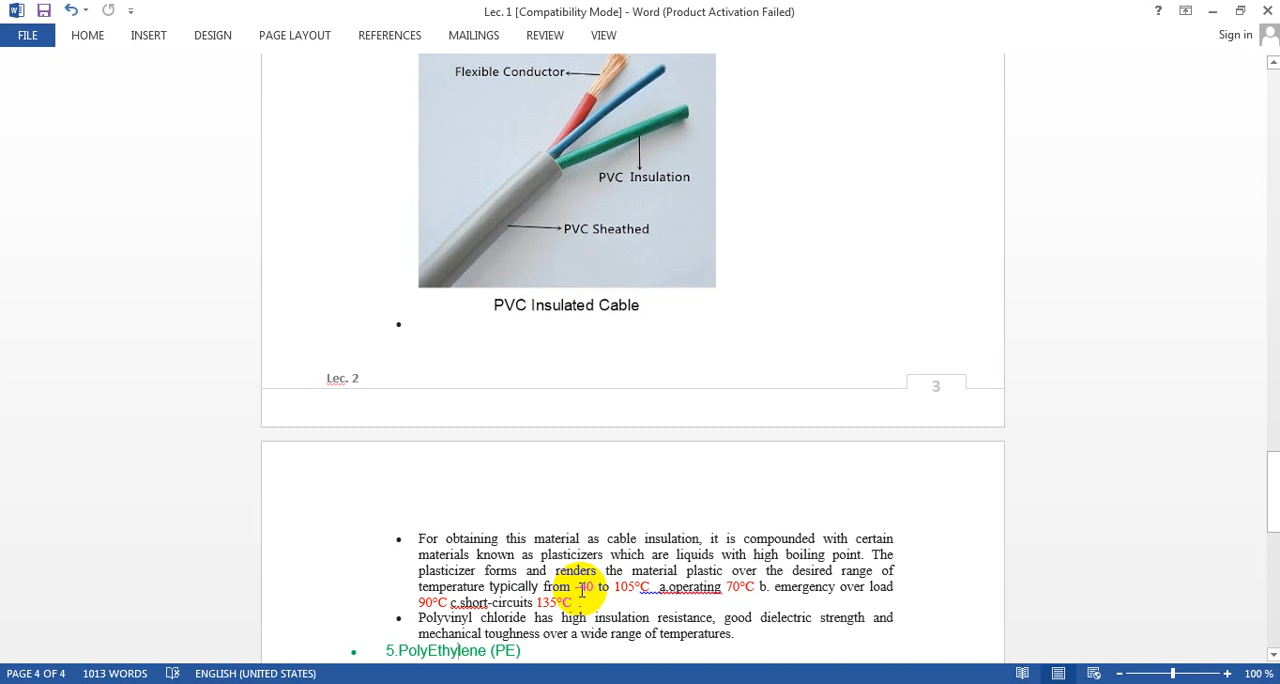 Lec. 1 [Compatibility Mode] - Word (Product Activation Failed)
?
FILE HOME INSERT DESIGN PAGE LAYOUT REFERENCES MAILINGS REVIEW VIEW Sign in
Flexible Conductor
PVC Insulation
PVC Sheathed
PVC Insulated Cable
•
Lec. 2
3
• For obtaining this material as cable insulation, it is compounded with certain
materials known as plasticizers which are liquids with high boiling point. The
plasticizer forms and renders the material plastic over the desired range of
temperature typically from -40 to 105°C a.operating 70°C b. emergency over load
90°C c.short-circuits 135°C .
• Polyvinyl chloride has high insulation resistance, good dielectric strength and
mechanical toughness over a wide range of temperatures.
• 5.PolyEthylene (PE)
PAGE 4 OF 4 1013 WORDS ENGLISH (UNITED STATES) 100 %